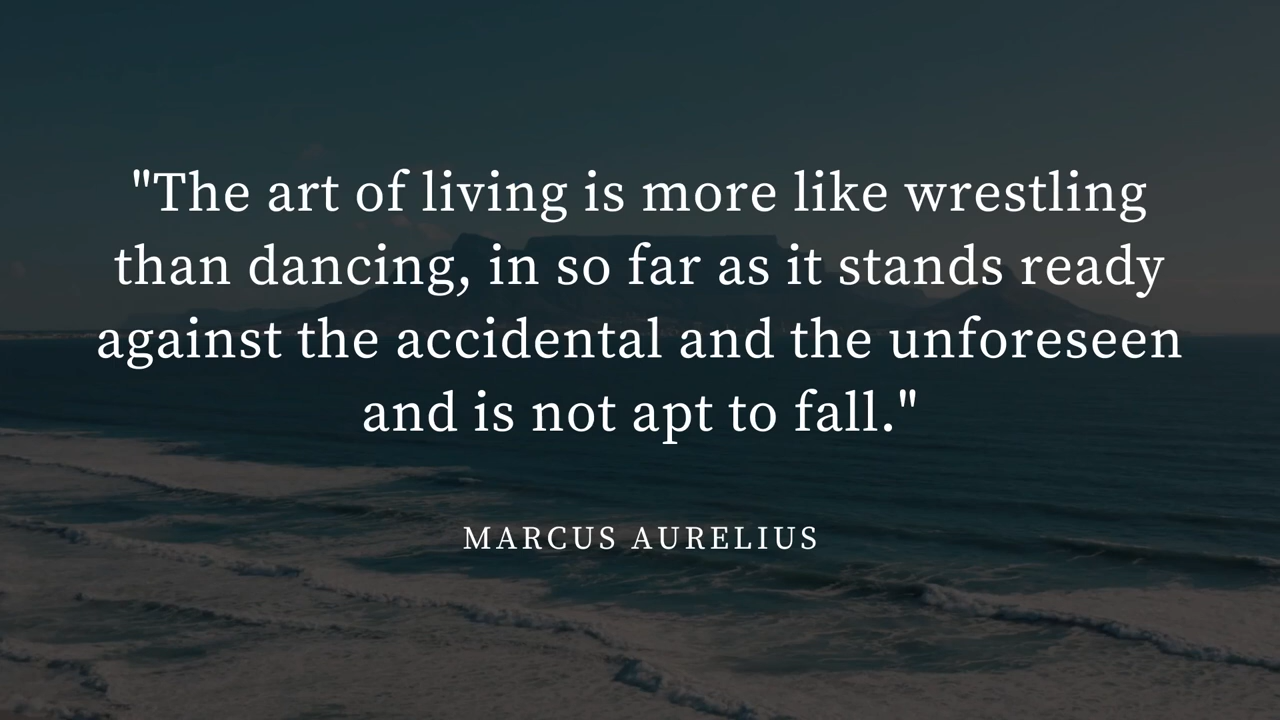 "The art of living is more like wrestling
than dancing, in so far as it stands ready
against the accidental and the unforeseen
and is not apt to fall."
MARCUS AURELIUS